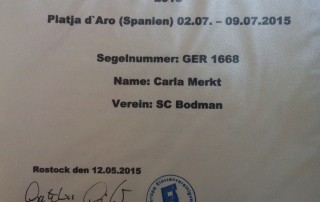 2015
Platja d`Aro (Spanien) 02.07. – 09.07.2015
Segelnummer: GER 1668
Name: Carla Merkt
Verein: SC Bodman
Rostock den 12.05.2015